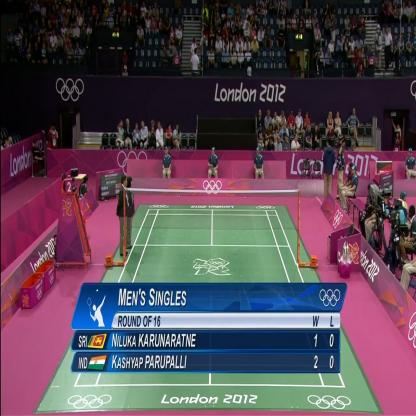 London 2012
London
London
MEN'S SINGLES
ROUND OF 16 W L
SRI NILUKA KARUNARATNE 1 0
IND KASHYAP PARUPALLI 2 0
London 2012